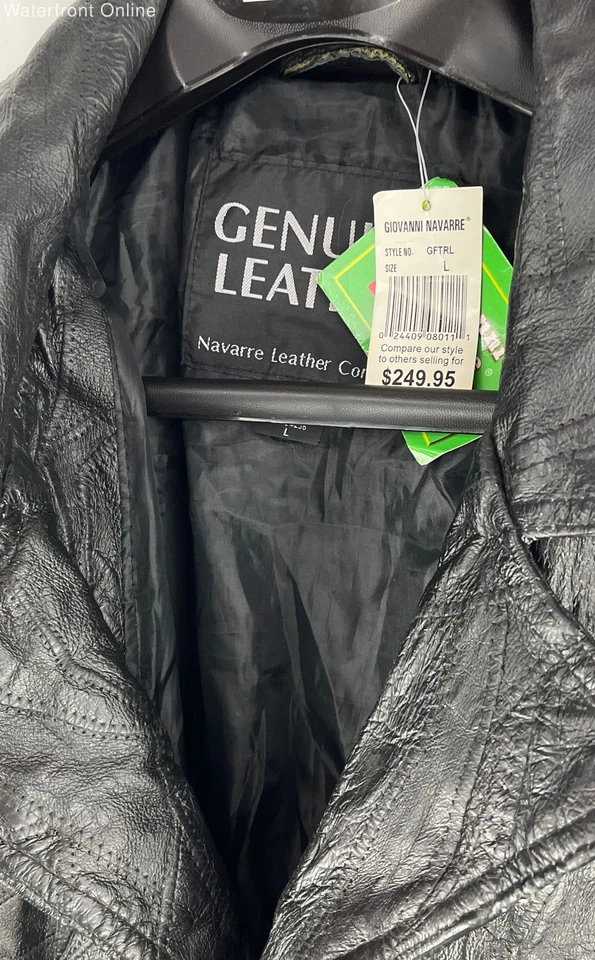 Waterfront Online
GIOVANNI NAVARRE®
STYLE NO. GFTRL
SIZE L
0 24409 08011 1
Compare our style
to others selling for
$249.95
GENU
LEAT
Navarre Leather Co
L
®